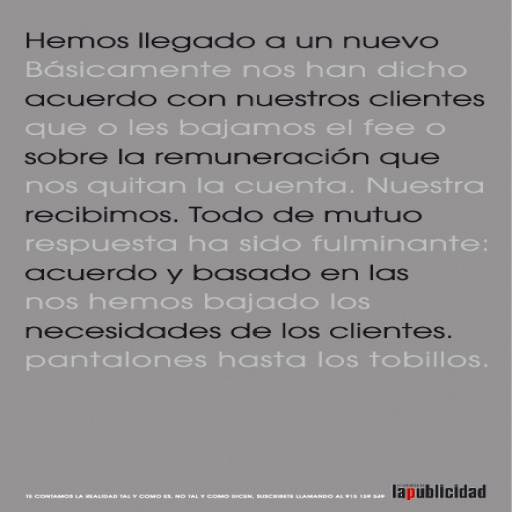 Hemos llegado a un nuevo
Básicamente nos han dicho
acuerdo con nuestros clientes
que o les bajamos el fee o
sobre la remuneración que
nos quitan la cuenta. Nuestra
recibimos. Todo de mutuo
respuesta ha sido fulminante:
acuerdo y basado en las
nos hemos bajado los
necesidades de los clientes.
pantalones hasta los tobillos.
TE CONTAMOS LA REALIDAD TAL Y COMO ES. NO TAL Y COMO DICEN. SUSCRIBETE LLAMANDO AL 915 159 549
lapublicidad